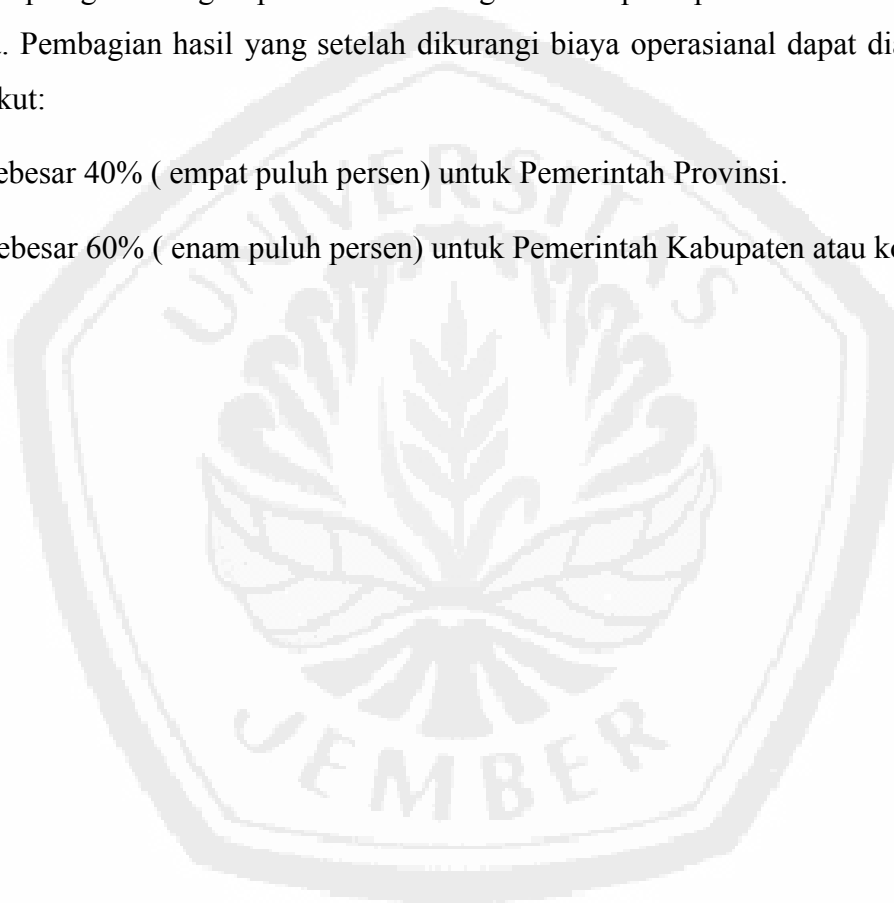 . Pembagian hasil yang setelah dikurangi biaya operasianal dapat
kut:
ebesar 40% ( empat puluh persen) untuk Pemerintah Provinsi.
ebesar 60% ( enam puluh persen) untuk Pemerintah Kabupaten atau
UNIVERSITAS
JEMBER